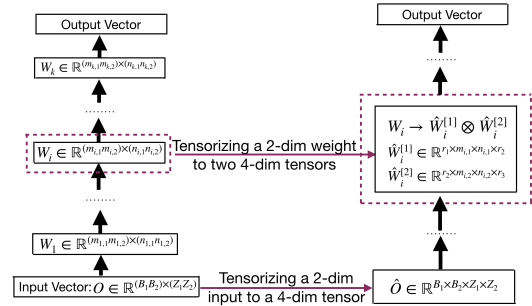 Output Vector
W_k ∈ ℝ^{(m_{k,1}m_{k,2})×(n_{k,1}n_{k,2})}
........
W_i ∈ ℝ^{(m_{i,1}m_{i,2})×(n_{i,1}n_{i,2})}
........
W_1 ∈ ℝ^{(m_{1,1}m_{1,2})×(n_{1,1}n_{1,2})}
Input Vector: O ∈ ℝ^{(B_1B_2)×(Z_1Z_2)}
Tensorizing a 2-dim weight
to two 4-dim tensors
Tensorizing a 2-dim
input to a 4-dim tensor
Output Vector
........
W_i → Ŵ_i^{[1]} ⊗ Ŵ_i^{[2]}
Ŵ_i^{[1]} ∈ ℝ^{r_1×m_{i,1}×n_{i,1}×r_2}
Ŵ_i^{[2]} ∈ ℝ^{r_2×m_{i,2}×n_{i,2}×r_3}
........
Ô ∈ ℝ^{B_1×B_2×Z_1×Z_2}